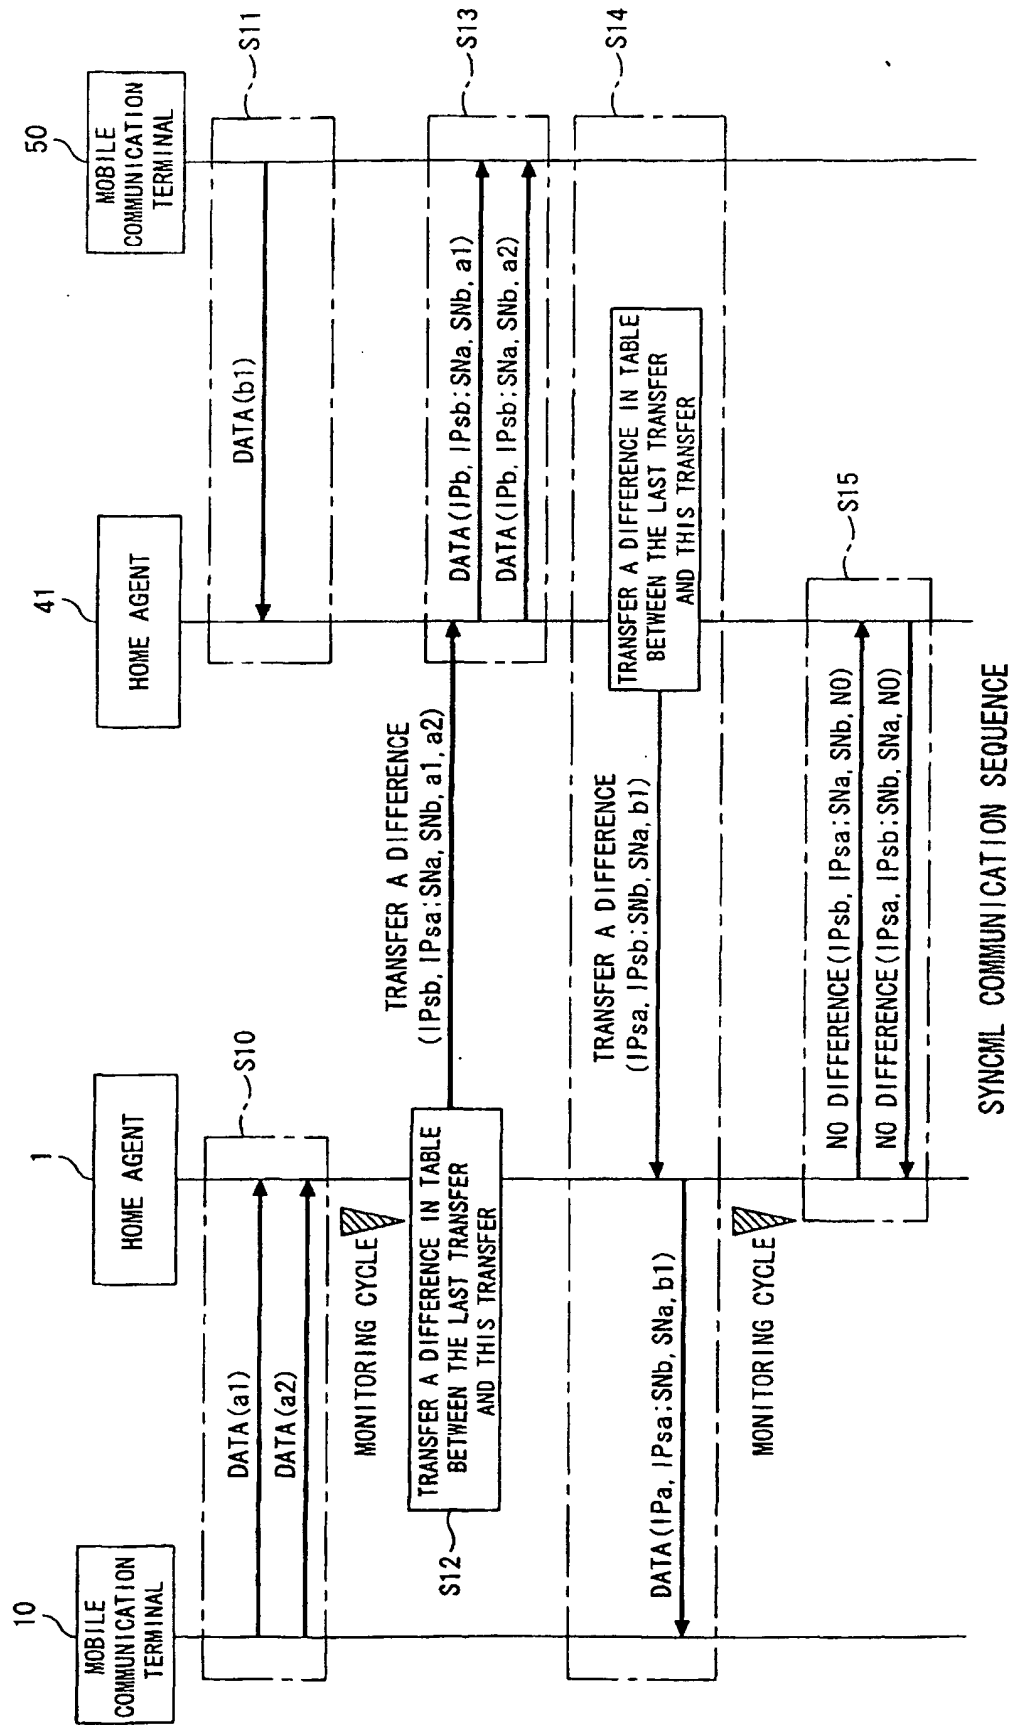 10
MOBILE
COMMUNICATION
TERMINAL
1
HOME AGENT
41
HOME AGENT
50
MOBILE
COMMUNICATION
TERMINAL
DATA(a1)
DATA(a2)
S10
DATA(b1)
S11
MONITORING CYCLE
TRANSFER A DIFFERENCE IN TABLE
BETWEEN THE LAST TRANSFER
AND THIS TRANSFER
S12
TRANSFER A DIFFERENCE
(IPsb, IPsa:SNa, SNb, a1, a2)
DATA(IPb, IPsb:SNa, SNb, a1)
DATA(IPb, IPsb:SNa, SNb, a2)
S13
TRANSFER A DIFFERENCE IN TABLE
BETWEEN THE LAST TRANSFER
AND THIS TRANSFER
TRANSFER A DIFFERENCE
(IPsa, IPsb:SNb, SNa, b1)
DATA(IPa, IPsa:SNb, SNa, b1)
S14
MONITORING CYCLE
NO DIFFERENCE(IPsb, IPsa:SNa, SNb, NO)
NO DIFFERENCE(IPsa, IPsb:SNb, SNa, NO)
S15
SYNCML COMMUNICATION SEQUENCE